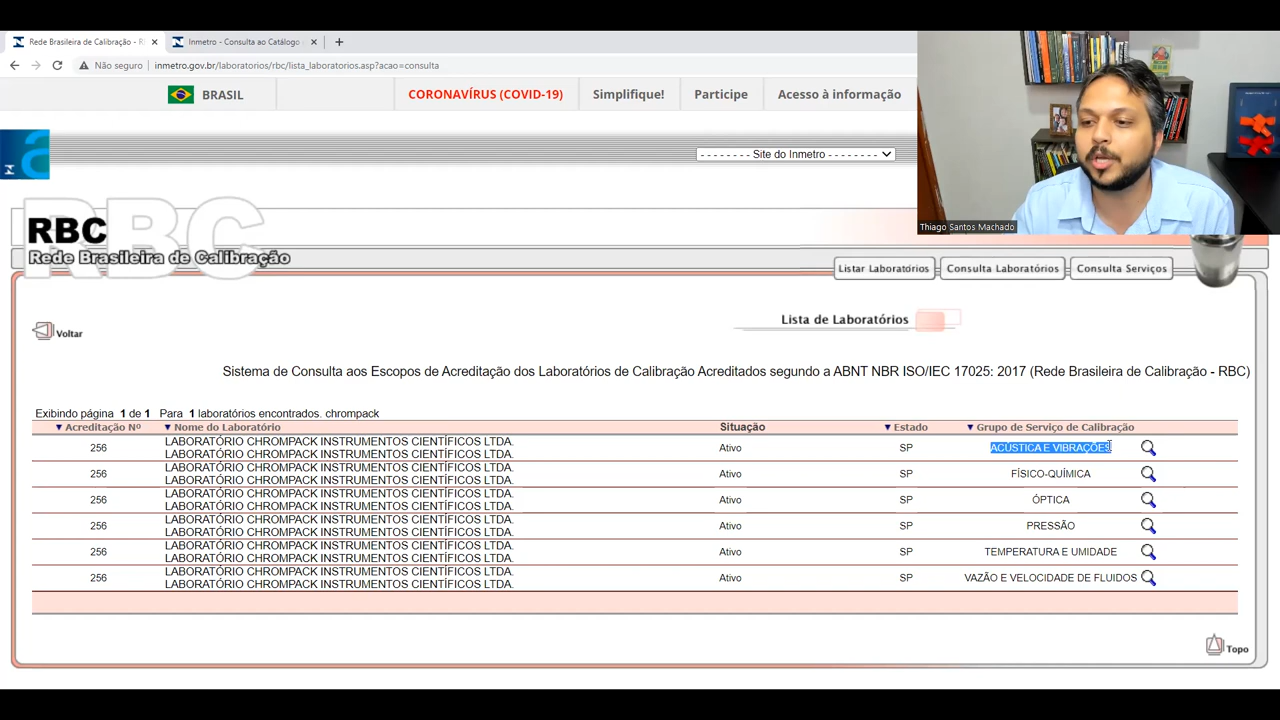 Rede Brasileira de Calibração - R
Inmetro - Consulta ao Catálogo
Não seguro
inmetro.gov.br/laboratorios/rbc/lista_laboratorios.asp?acao=consulta
BRASIL
CORONAVÍRUS (COVID-19)
Simplifique!
Participe
Acesso à informação
- - - - - - - - Site do Inmetro - - - - - - - -
Thiago Santos Machado
RBC
RBC
Rede Brasileira de Calibração
Listar Laboratórios
Consulta Laboratórios
Consulta Serviços
Voltar
Lista de Laboratórios
Sistema de Consulta aos Escopos de Acreditação dos Laboratórios de Calibração Acreditados segundo a ABNT NBR ISO/IEC 17025: 2017 (Rede Brasileira de Calibração - RBC)
Exibindo página 1 de 1 Para 1 laboratórios encontrados. chrompack
Acreditação Nº Nome do Laboratório Situação Estado Grupo de Serviço de Calibração
LABORATÓRIO CHROMPACK INSTRUMENTOS CIENTÍFICOS LTDA.
256 Ativo SP ACÚSTICA E VIBRAÇÕES
LABORATÓRIO CHROMPACK INSTRUMENTOS CIENTÍFICOS LTDA.
LABORATÓRIO CHROMPACK INSTRUMENTOS CIENTÍFICOS LTDA.
256 Ativo SP FÍSICO-QUÍMICA
LABORATÓRIO CHROMPACK INSTRUMENTOS CIENTÍFICOS LTDA.
LABORATÓRIO CHROMPACK INSTRUMENTOS CIENTÍFICOS LTDA.
256 Ativo SP ÓPTICA
LABORATÓRIO CHROMPACK INSTRUMENTOS CIENTÍFICOS LTDA.
LABORATÓRIO CHROMPACK INSTRUMENTOS CIENTÍFICOS LTDA.
256 Ativo SP PRESSÃO
LABORATÓRIO CHROMPACK INSTRUMENTOS CIENTÍFICOS LTDA.
LABORATÓRIO CHROMPACK INSTRUMENTOS CIENTÍFICOS LTDA.
256 Ativo SP TEMPERATURA E UMIDADE
LABORATÓRIO CHROMPACK INSTRUMENTOS CIENTÍFICOS LTDA.
LABORATÓRIO CHROMPACK INSTRUMENTOS CIENTÍFICOS LTDA.
256 Ativo SP VAZÃO E VELOCIDADE DE FLUIDOS
LABORATÓRIO CHROMPACK INSTRUMENTOS CIENTÍFICOS LTDA.
Topo